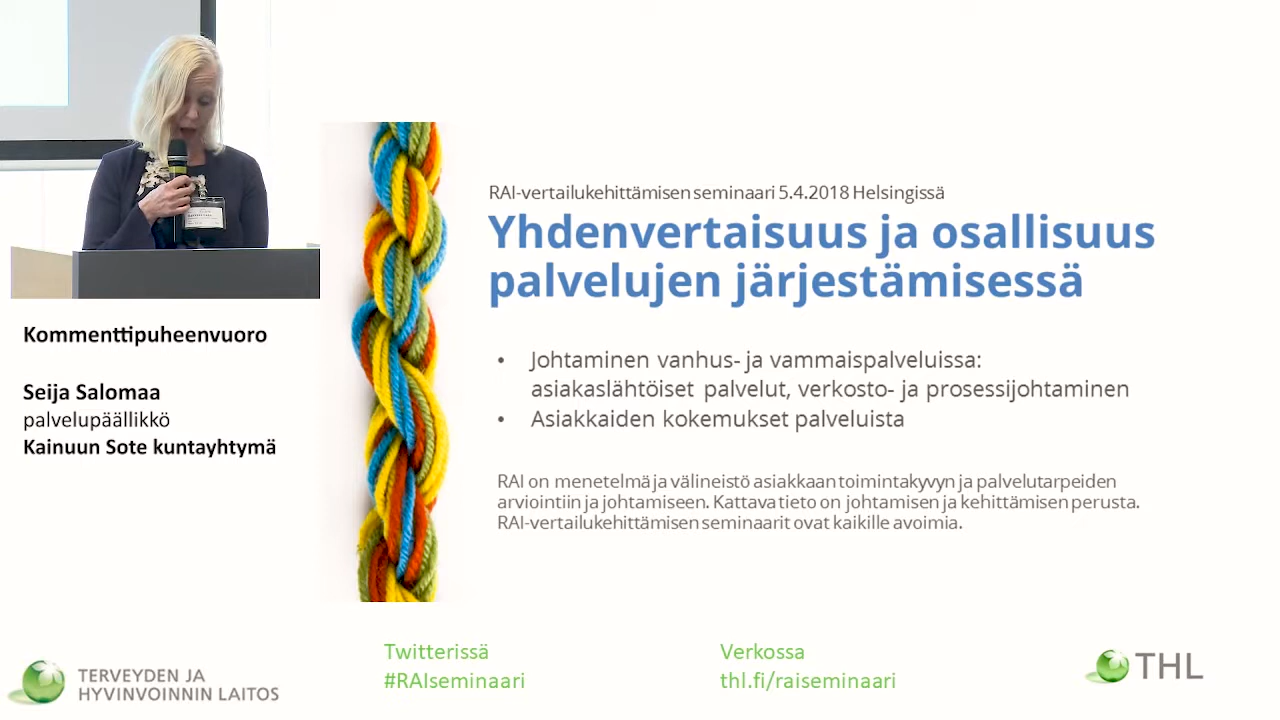 RAI-vertailukehittämisen seminaari 5.4.2018 Helsingissä
Yhdenvertaisuus ja osallisuus
palvelujen järjestämisessä
Kommenttipuheenvuoro
Seija Salomaa
palvelupäällikkö
Kainuun Sote kuntayhtymä
• Johtaminen vanhus- ja vammaispalveluissa:
asiakaslähtöiset palvelut, verkosto- ja prosessijohtaminen
• Asiakkaiden kokemukset palveluista
RAI on menetelmä ja välineistö asiakkaan toimintakyvyn ja palvelutarpeiden
arviointiin ja johtamiseen. Kattava tieto on johtamisen ja kehittämisen perusta.
RAI-vertailukehittämisen seminaarit ovat kaikille avoimia.
TERVEYDEN JA
HYVINVOINNIN LAITOS
Twitterissä
#RAIseminaari
Verkossa
thl.fi/raiseminaari
THL